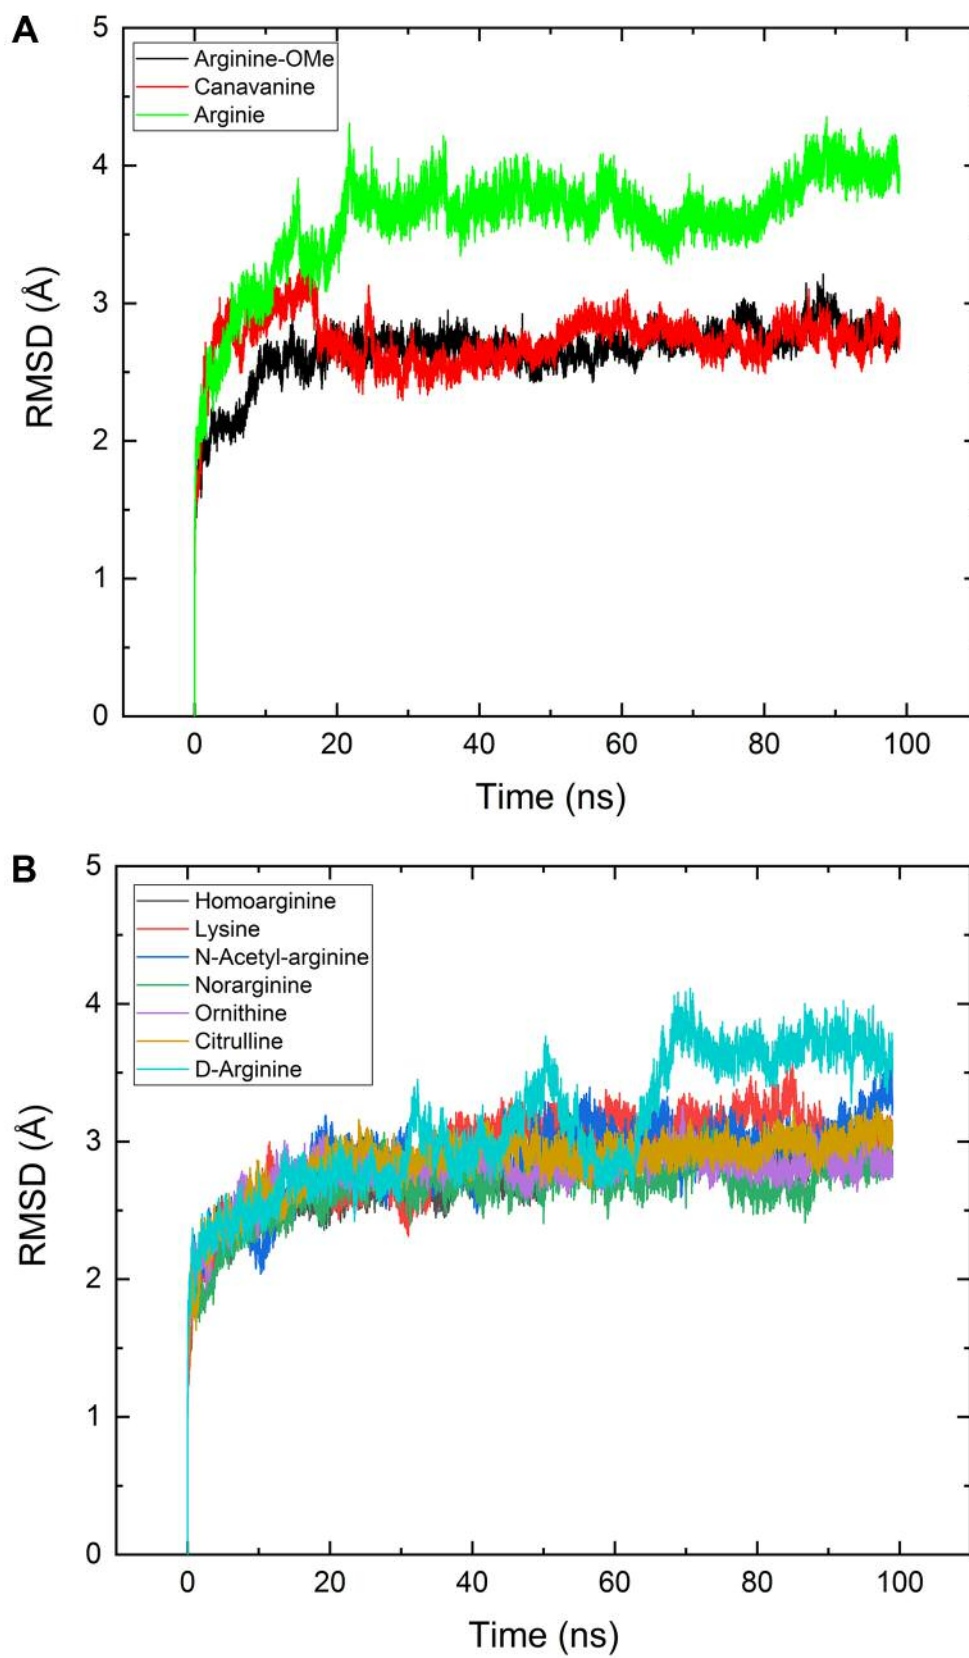 A
5
4
3
2
1
0
RMSD (Å)
Arginine-OMe
Canavanine
Arginie
0 20 40 60 80 100
Time (ns)
B
5
4
3
2
1
0
RMSD (Å)
Homoarginine
Lysine
N-Acetyl-arginine
Norarginine
Ornithine
Citrulline
D-Arginine
0 20 40 60 80 100
Time (ns)